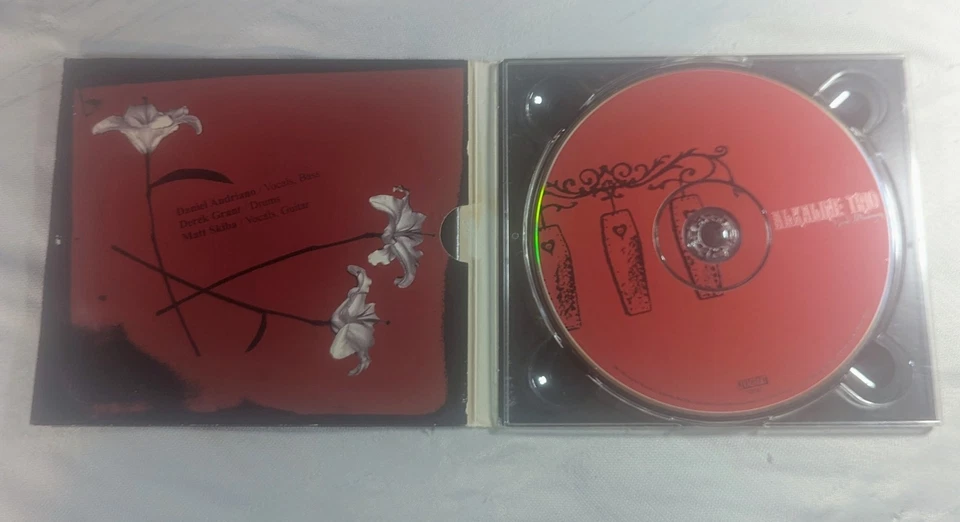 Daniel Andriano : Vocals, Bass
Derek Grant : Drums
Matt Skiba : Vocals, Guitar
ALKALINE TRIO